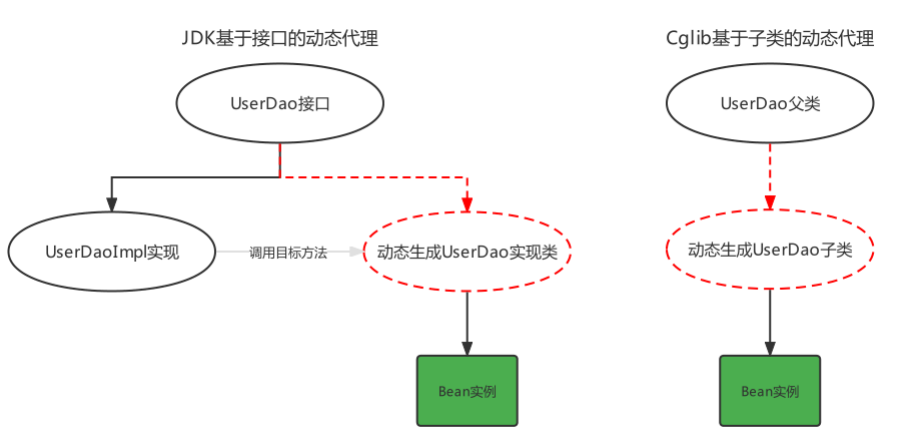 JDK基于接口的动态代理
Cglib基于子类的动态代理
UserDao接口
UserDao父类
UserDaoImpl实现
调用目标方法
动态生成UserDao实现类
动态生成UserDao子类
Bean实例
Bean实例